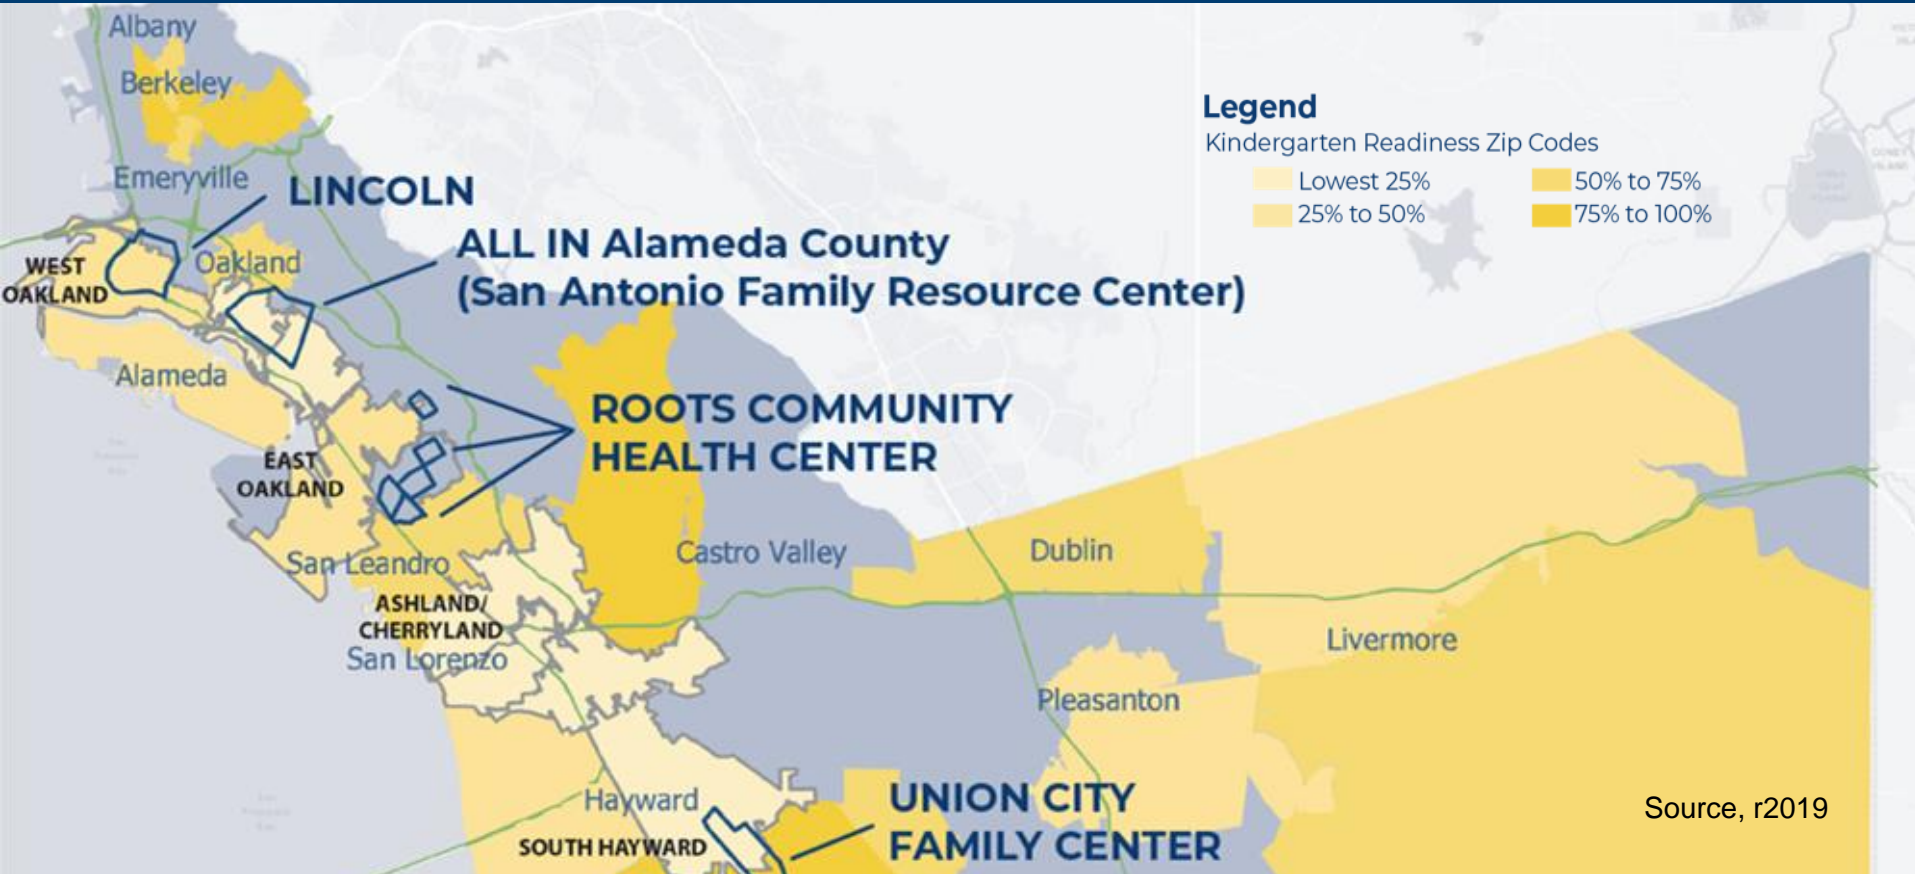 Albany
Berkeley
Emeryville
LINCOLN
ALL IN Alameda County
(San Antonio Family Resource Center)
WEST
OAKLAND
Oakland
Alameda
ROOTS COMMUNITY
HEALTH CENTER
EAST
OAKLAND
San Leandro
Castro Valley
Dublin
ASHLAND/
CHERRYLAND
San Lorenzo
Livermore
Pleasanton
Hayward
SOUTH HAYWARD
UNION CITY
FAMILY CENTER
Legend
Kindergarten Readiness Zip Codes
Lowest 25%
50% to 75%
25% to 50%
75% to 100%
Source, r2019